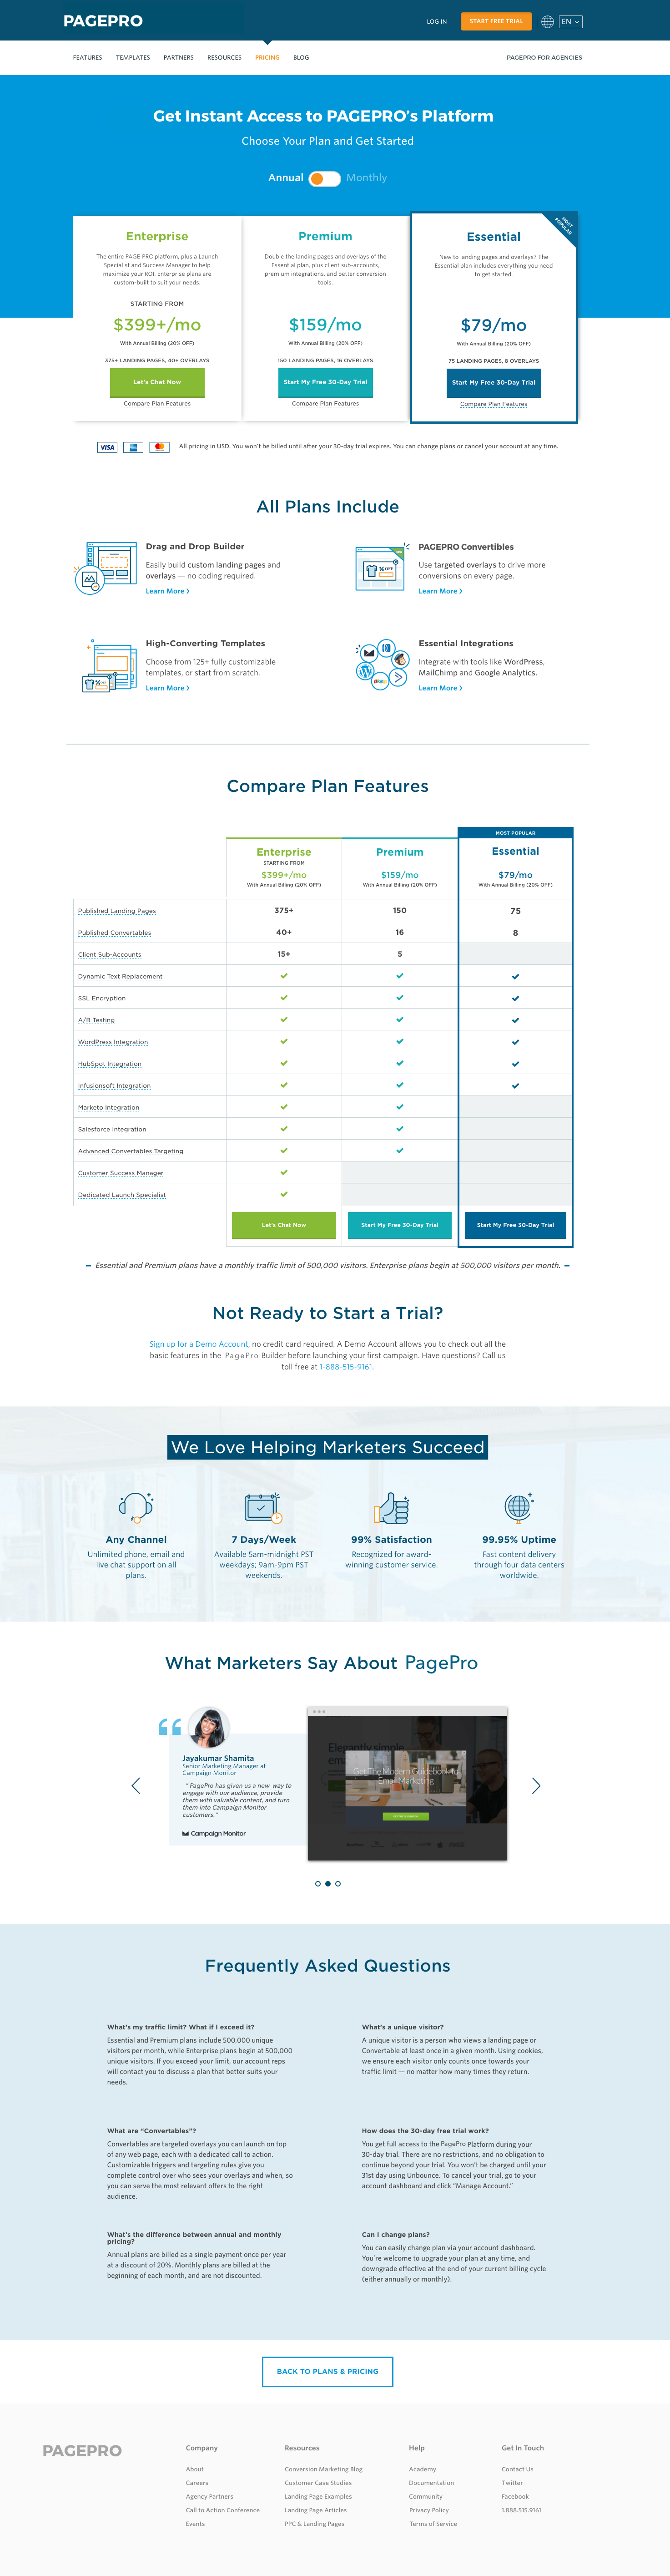 PAGEPRO
LOG IN
START FREE TRIAL
EN
FEATURES
TEMPLATES
PARTNERS
RESOURCES
PRICING
BLOG
PAGEPRO FOR AGENCIES
Get Instant Access to PAGEPRO's Platform
Choose Your Plan and Get Started
Annual
Monthly
Enterprise
The entire PAGE PRO platform, plus a Launch
Specialist and Success Manager to help
maximize your ROI. Enterprise plans are
custom-built to suit your needs.
STARTING FROM
$399+/mo
With Annual Billing (20% OFF)
375+ LANDING PAGES, 40+ OVERLAYS
Let's Chat Now
Compare Plan Features
Premium
Double the landing pages and overlays of the
Essential plan, plus client sub-accounts,
premium integrations, and better conversion
tools.
$159/mo
With Annual Billing (20% OFF)
150 LANDING PAGES, 16 OVERLAYS
Start My Free 30-Day Trial
Compare Plan Features
MOST
POPULAR
Essential
New to landing pages and overlays? The
Essential plan includes everything you need
to get started.
$79/mo
With Annual Billing (20% OFF)
75 LANDING PAGES, 8 OVERLAYS
Start My Free 30-Day Trial
Compare Plan Features
VISA
All pricing in USD. You won't be billed until after your 30-day trial expires. You can change plans or cancel your account at any time.
All Plans Include
Drag and Drop Builder
Easily build custom landing pages and
overlays — no coding required.
Learn More
PAGEPRO Convertibles
Use targeted overlays to drive more
conversions on every page.
Learn More
High-Converting Templates
Choose from 125+ fully customizable
templates, or start from scratch.
Learn More
Essential Integrations
Integrate with tools like WordPress,
MailChimp and Google Analytics.
Learn More
Compare Plan Features
MOST POPULAR
Enterprise
STARTING FROM
$399+/mo
With Annual Billing (20% OFF)
Premium
$159/mo
With Annual Billing (20% OFF)
Essential
$79/mo
With Annual Billing (20% OFF)
Published Landing Pages 375+ 150 75
Published Convertables 40+ 16 8
Client Sub-Accounts 15+ 5
Dynamic Text Replacement
SSL Encryption
A/B Testing
WordPress Integration
HubSpot Integration
Infusionsoft Integration
Marketo Integration
Salesforce Integration
Advanced Convertables Targeting
Customer Success Manager
Dedicated Launch Specialist
Let's Chat Now
Start My Free 30-Day Trial
Start My Free 30-Day Trial
Essential and Premium plans have a monthly traffic limit of 500,000 visitors. Enterprise plans begin at 500,000 visitors per month.
Not Ready to Start a Trial?
Sign up for a Demo Account, no credit card required. A Demo Account allows you to check out all the
basic features in the PagePro Builder before launching your first campaign. Have questions? Call us
toll free at 1-888-515-9161.
We Love Helping Marketers Succeed
Any Channel
Unlimited phone, email and
live chat support on all
plans.
7 Days/Week
Available 5am-midnight PST
weekdays; 9am-9pm PST
weekends.
99% Satisfaction
Recognized for award-
winning customer service.
99.95% Uptime
Fast content delivery
through four data centers
worldwide.
What Marketers Say About PagePro
Jayakumar Shamita
Senior Marketing Manager at
Campaign Monitor
" PagePro has given us a new way to
engage with our audience, provide
them with valuable content, and turn
them into Campaign Monitor
customers."
Campaign Monitor
Elegantly simple
Get The Modern Guidebook to
Email Marketing
Frequently Asked Questions
What's my traffic limit? What if I exceed it?
Essential and Premium plans include 500,000 unique
visitors per month, while Enterprise plans begin at 500,000
unique visitors. If you exceed your limit, our account reps
will contact you to discuss a plan that better suits your
needs.
What's a unique visitor?
A unique visitor is a person who views a landing page or
Convertable at least once in a given month. Using cookies,
we ensure each visitor only counts once towards your
traffic limit — no matter how many times they return.
What are "Convertables"?
Convertables are targeted overlays you can launch on top
of any web page, each with a dedicated call to action.
Customizable triggers and targeting rules give you
complete control over who sees your overlays and when, so
you can serve the most relevant offers to the right
audience.
How does the 30-day free trial work?
You get full access to the PagePro Platform during your
30-day trial. There are no restrictions, and no obligation to
continue beyond your trial. You won't be charged until your
31st day using Unbounce. To cancel your trial, go to your
account dashboard and click "Manage Account."
What's the difference between annual and monthly
pricing?
Annual plans are billed as a single payment once per year
at a discount of 20%. Monthly plans are billed at the
beginning of each month, and are not discounted.
Can I change plans?
You can easily change plan via your account dashboard.
You're welcome to upgrade your plan at any time, and
downgrade effective at the end of your current billing cycle
(either annually or monthly).
BACK TO PLANS & PRICING
PAGEPRO
Company
About
Careers
Agency Partners
Call to Action Conference
Events
Resources
Conversion Marketing Blog
Customer Case Studies
Landing Page Examples
Landing Page Articles
PPC & Landing Pages
Help
Academy
Documentation
Community
Privacy Policy
Terms of Service
Get In Touch
Contact Us
Twitter
Facebook
1.888.515.9161